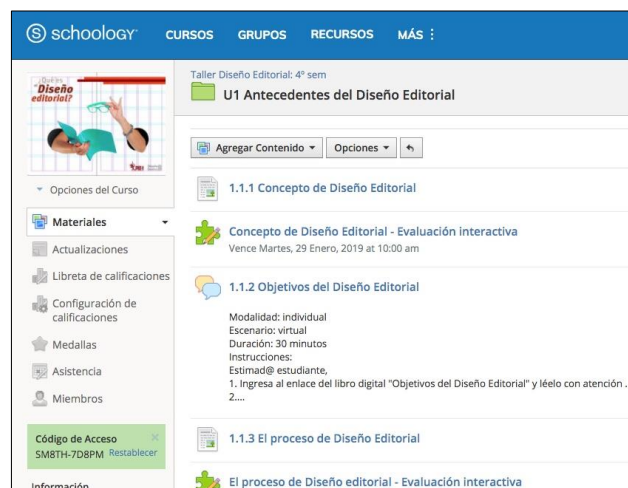 schoology
CURSOS GRUPOS RECURSOS MÁS
Diseño
editorial?
Taller Diseño Editorial: 4º sem
U1 Antecedentes del Diseño Editorial
Agregar Contenido Opciones
Opciones del Curso
Materiales
Actualizaciones
Libreta de calificaciones
Configuración de
calificaciones
Medallas
Asistencia
Miembros
Código de Acceso
SM8TH-7D8PM Restablecer
Información
1.1.1 Concepto de Diseño Editorial
Concepto de Diseño Editorial - Evaluación interactiva
Vence Martes, 29 Enero, 2019 at 10:00 am
1.1.2 Objetivos del Diseño Editorial
Modalidad: individual
Escenario: virtual
Duración: 30 minutos
Instrucciones:
Estimad@ estudiante,
1. Ingresa al enlace del libro digital "Objetivos del Diseño Editorial" y léelo con atención .
2....
1.1.3 El proceso de Diseño Editorial
El proceso de Diseño editorial - Evaluación interactiva